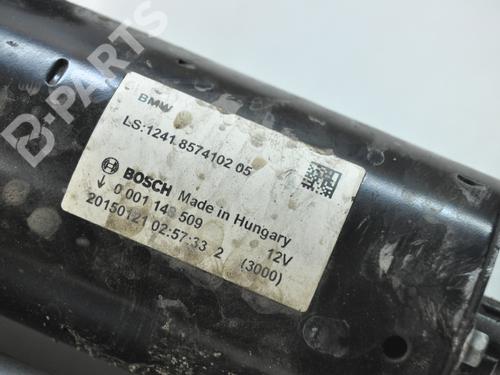 B-PARTS
BMW
LS:1241 8574102 05
BOSCH Made in Hungary
0 001 148 509 12V
20150121 02:57:33 2 (3000)